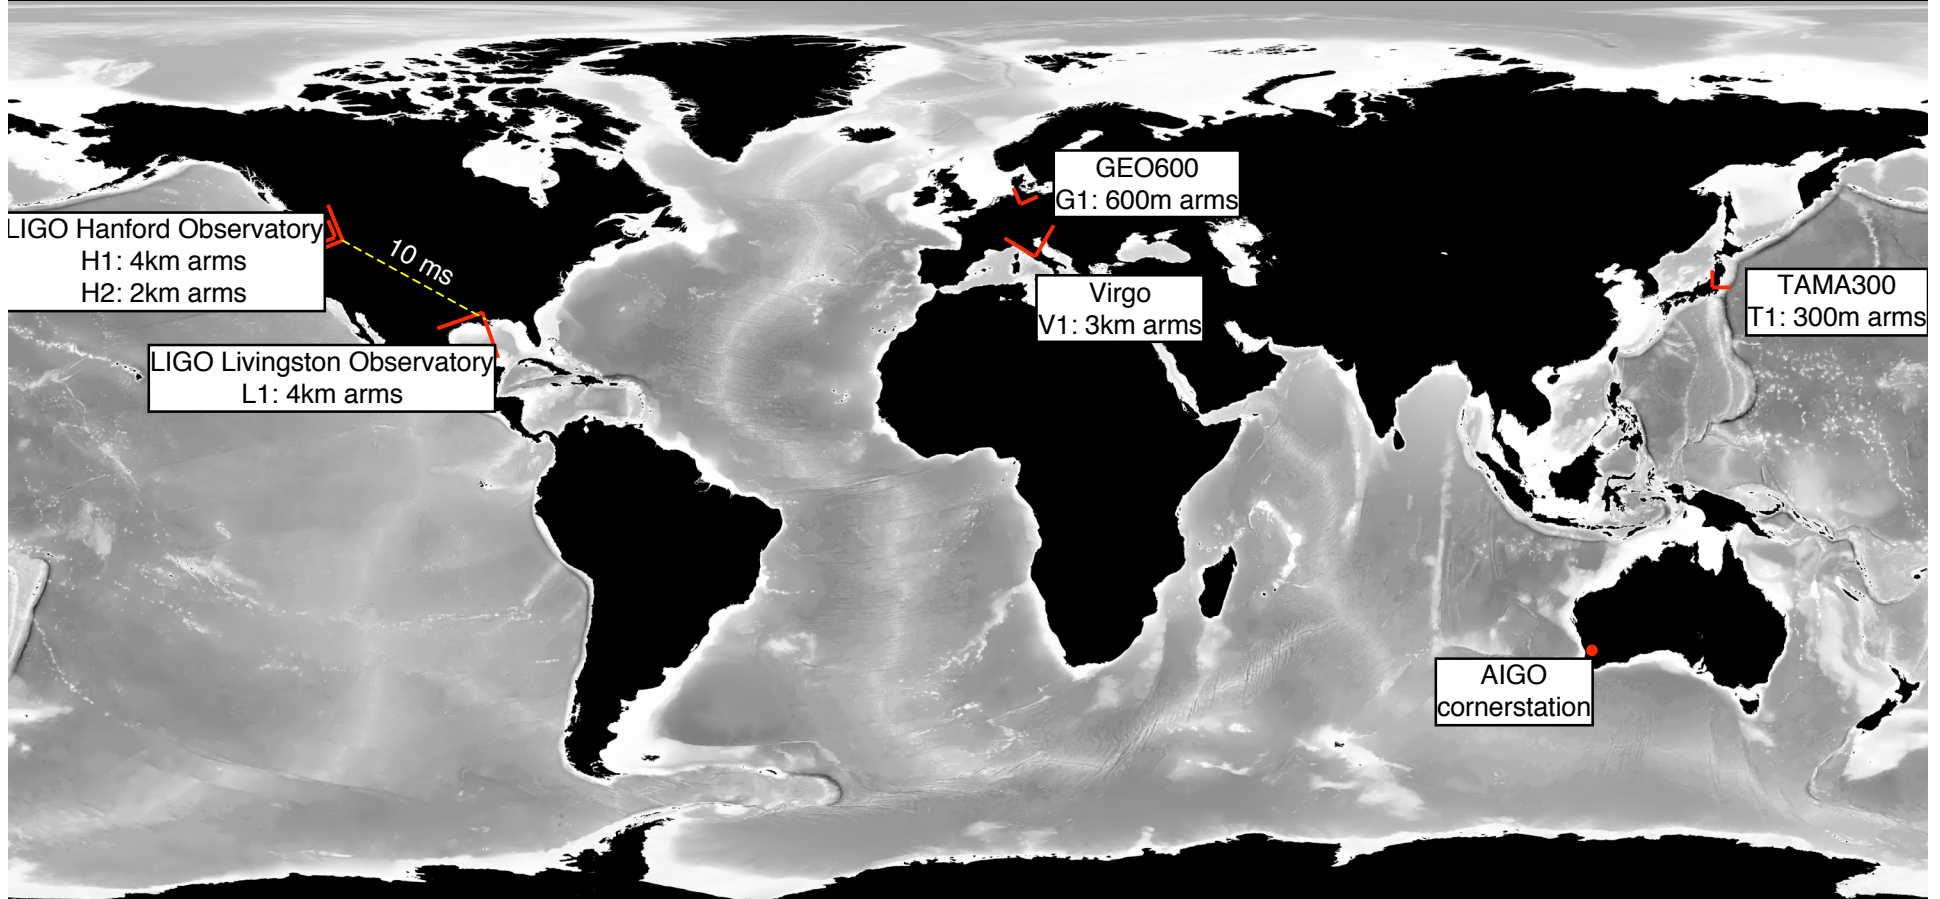 GEO600
G1: 600m arms
LIGO Hanford Observatory
H1: 4km arms
H2: 2km arms
10 ms
Virgo
V1: 3km arms
TAMA300
T1: 300m arms
LIGO Livingston Observatory
L1: 4km arms
AIGO
cornerstation